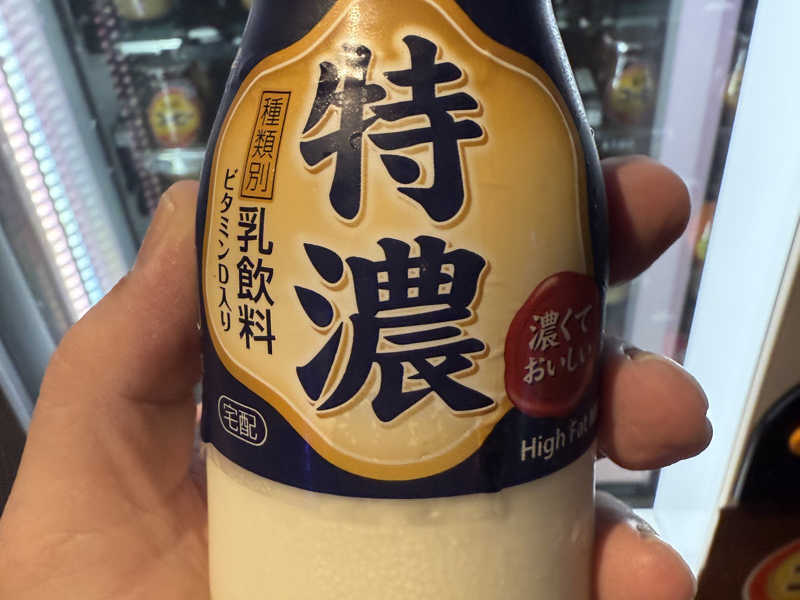 特濃
種類別
乳飲料
ビタミンD入り
濃くて
おいしい
宅配
High Fat